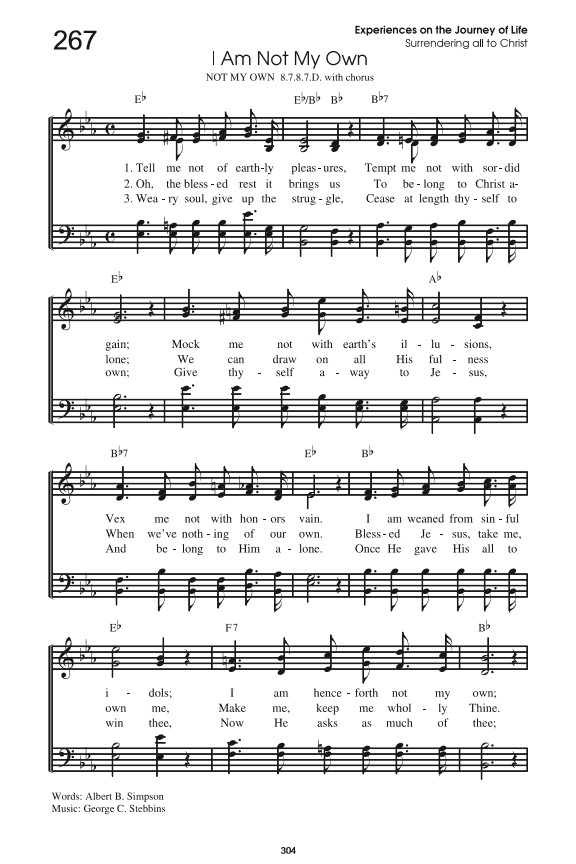 267
Experiences on the Journey of Life
Surrendering all to Christ
I Am Not My Own
NOT MY OWN 8.7.8.7.D. with chorus
E♭ E♭/B♭ B♭ B♭7
1. Tell me not of earth-ly pleas-ures, Tempt me not with sor-did
2. Oh, the bless-ed rest it brings us To be-long to Christ a-
3. Wea-ry soul, give up the strug-gle, Cease at length thy-self to
E♭ A♭
gain; Mock me not with earth's il-lu-sions,
lone; We can draw on all His ful-ness
own; Give thy-self a-way to Je-sus,
B♭7 E♭ B♭
Vex me not with hon-ors vain. I am weaned from sin-ful
When we've noth-ing of our own. Bless-ed Je-sus, take me,
And be-long to Him a-lone. Once He gave His all to
E♭ F7 B♭
i-dols; I am hence-forth not my own;
own me, Make me, keep me whol-ly Thine.
win thee, Now He asks as much of thee;
Words: Albert B. Simpson
Music: George C. Stebbins
304